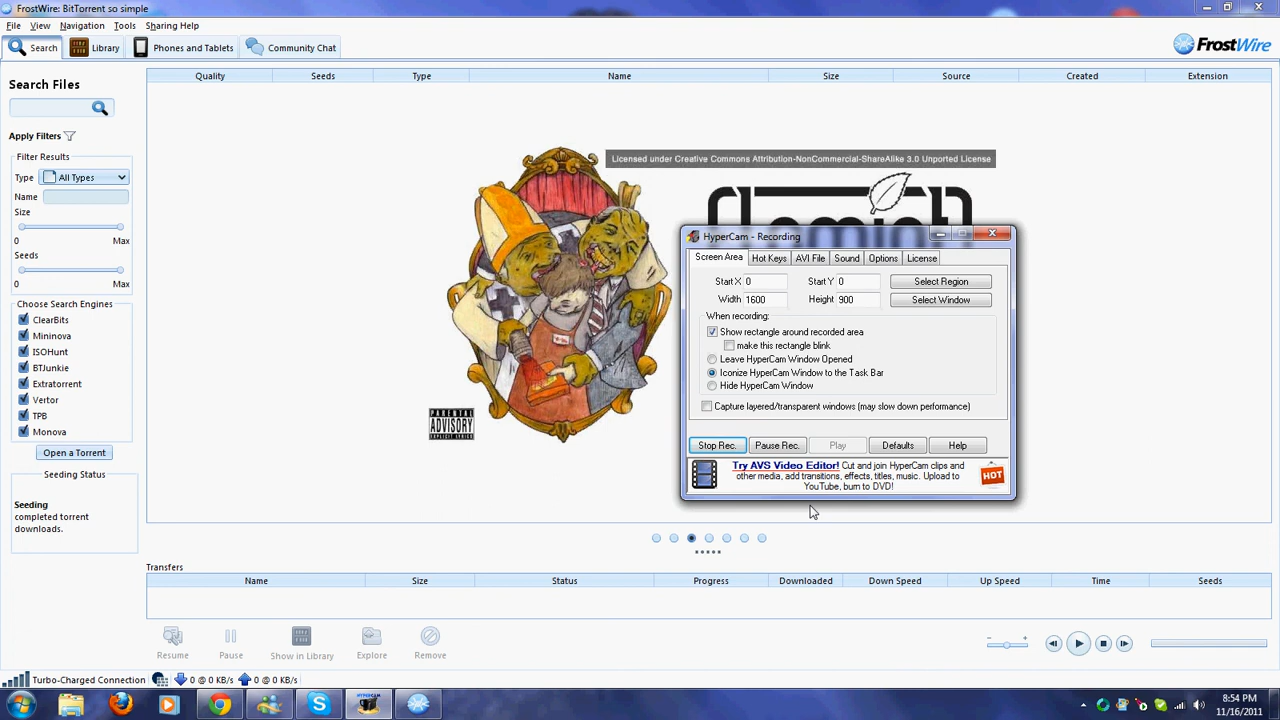 FrostWire: BitTorrent so simple
File View Navigation Tools Sharing Help
Search Library Phones and Tablets Community Chat FrostWire
Search Files
Apply Filters
Filter Results
Type All Types
Name
Size
0 Max
Seeds
0 Max
Choose Search Engines
ClearBits
Mininova
ISOHunt
BTJunkie
Extratorrent
Vertor
TPB
Monova
Open a Torrent
Seeding Status
Seeding
completed torrent
downloads.
Quality Seeds Type Name Size Source Created Extension
Licensed under Creative Commons Attribution-NonCommercial-ShareAlike 3.0 Unported License
PARENTAL
ADVISORY
EXPLICIT LYRICS
HyperCam - Recording
Screen Area Hot Keys AVI File Sound Options License
Start X 0 Start Y 0 Select Region
Width 1600 Height 900 Select Window
When recording:
Show rectangle around recorded area
make this rectangle blink
Leave HyperCam Window Opened
Iconize HyperCam Window to the Task Bar
Hide HyperCam Window
Capture layered/transparent windows (may slow down performance)
Stop Rec. Pause Rec. Play Defaults Help
Try AVS Video Editor! Cut and join HyperCam clips and
other media, add transitions, effects, titles, music. Upload to
YouTube, burn to DVD!
HOT
Transfers
Name Size Status Progress Downloaded Down Speed Up Speed Time Seeds
Resume Pause Show in Library Explore Remove
- +
Turbo-Charged Connection 0 @ 0 KB/s 0 @ 0 KB/s
HYPERCAM
8:54 PM
11/16/2011